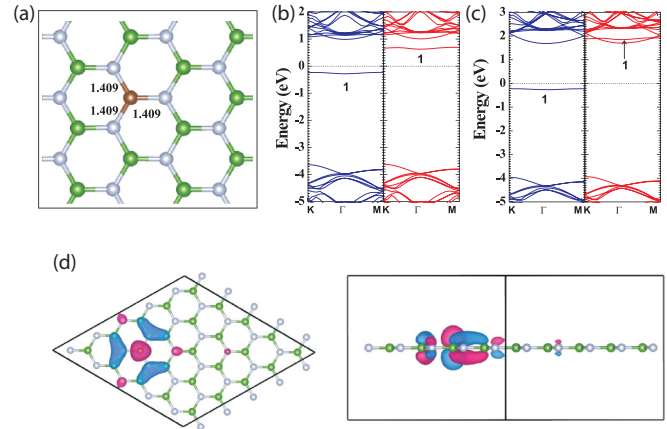 (a)
1.409
1.409
1.409
(b)
Energy (eV)
2
1
0
-1
-2
-3
-4
-5
1
1
K
Γ
M
K
Γ
M
(c)
Energy (eV)
3
2
1
0
-1
-2
-3
-4
-5
1
1
K
Γ
M
K
Γ
M
(d)